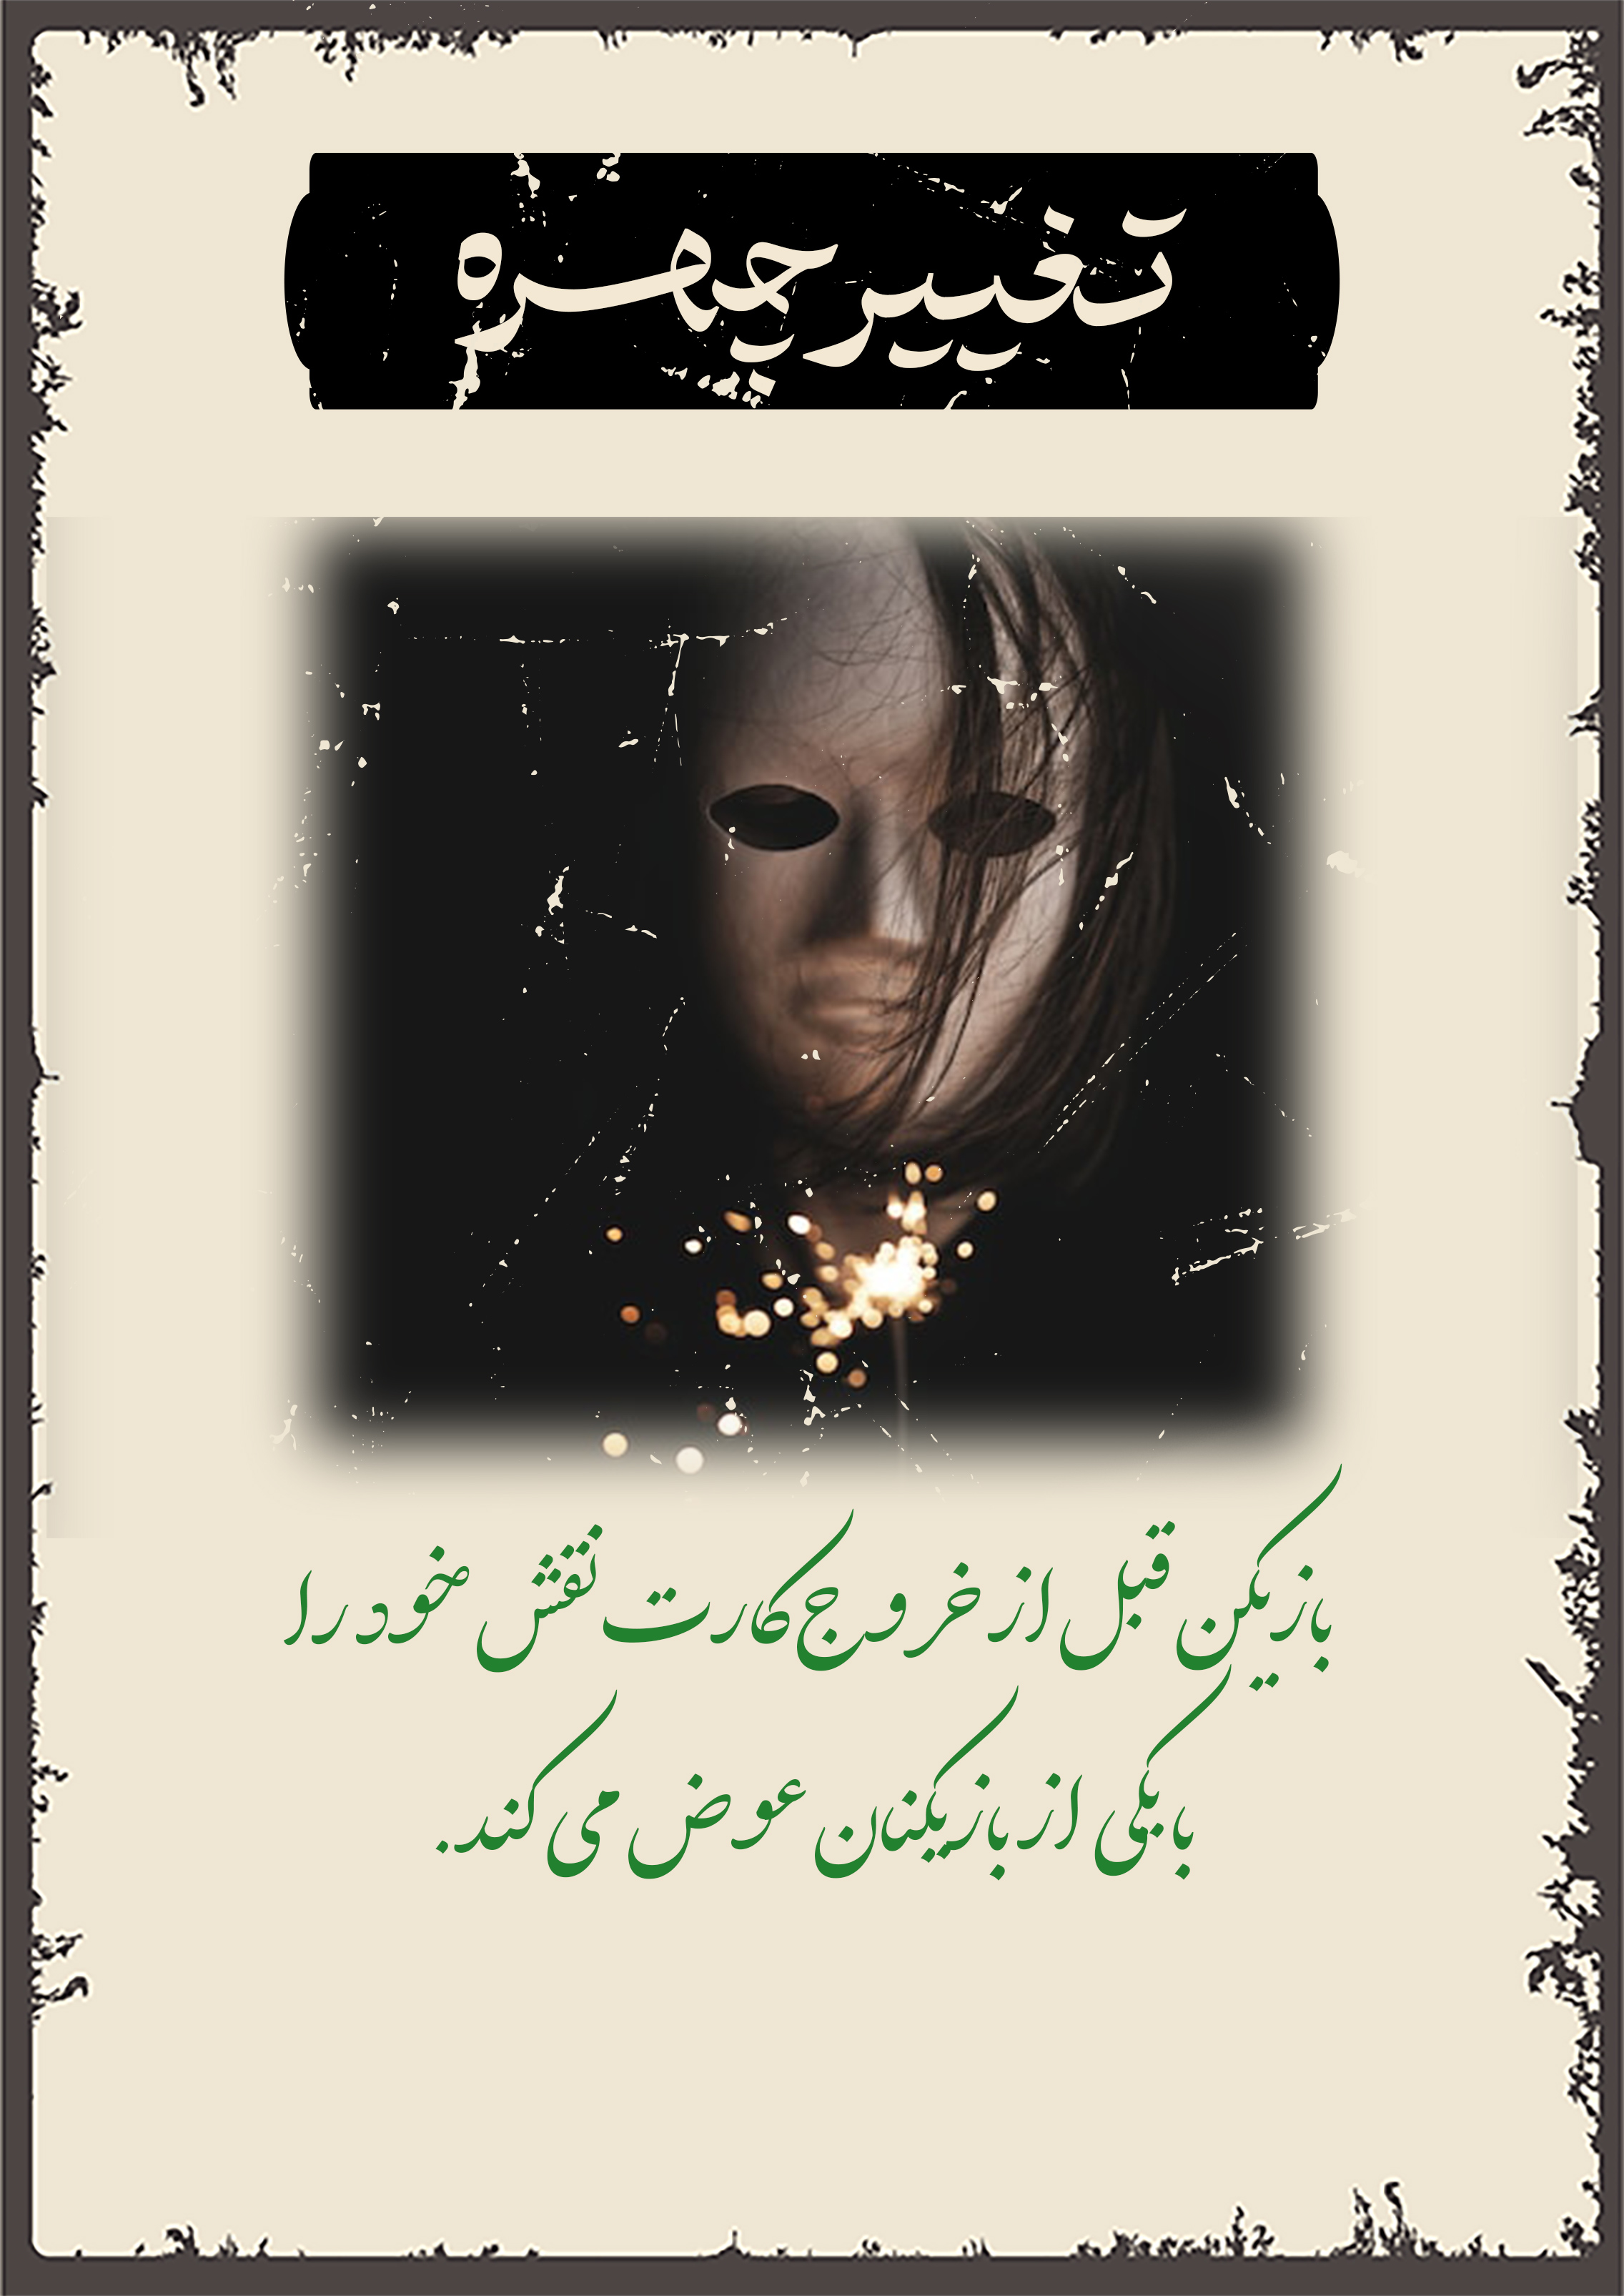 تغییر چهره
بازیکن قبل از خروج کارت نقش خود را
با یکی از بازیکنان عوض می کند.